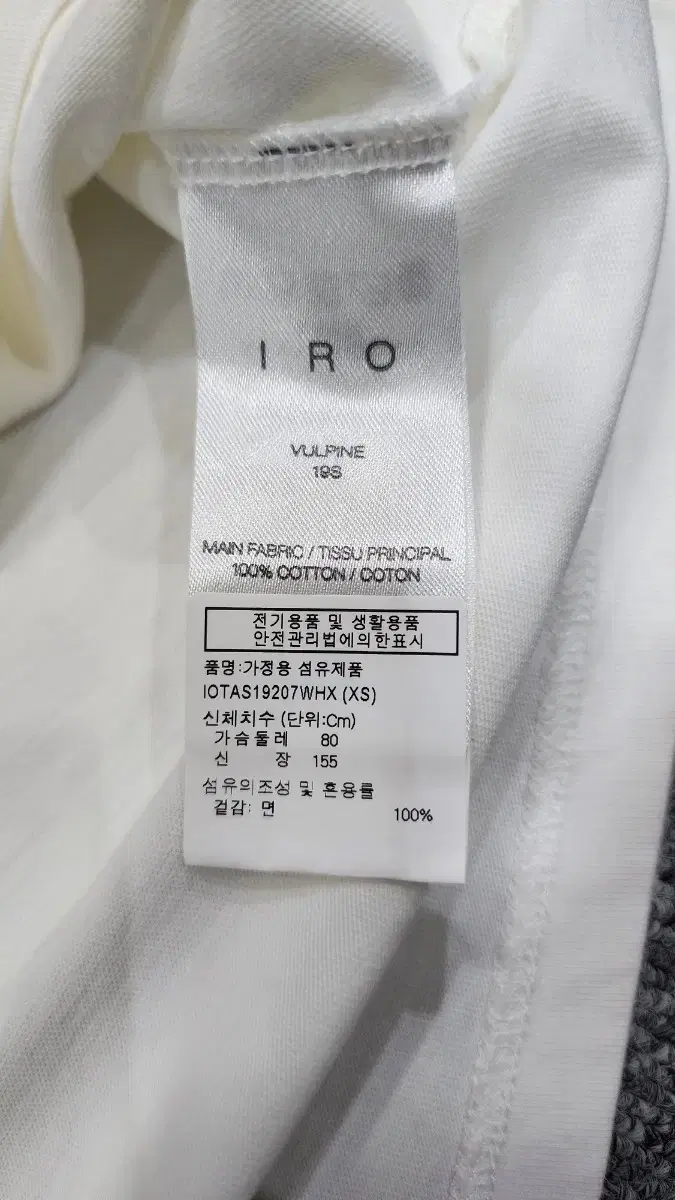 I R O
VULPINE
19S
MAIN FABRIC / TISSU PRINCIPAL
100% COTTON / COTON
전기용품 및 생활용품
안전관리법에의한표시
품명:가정용 섬유제품
IOTAS19207WHX (XS)
신체치수 (단위:Cm)
가슴둘레 80
신 장 155
섬유의조성 및 혼용률
겉감: 면 100%